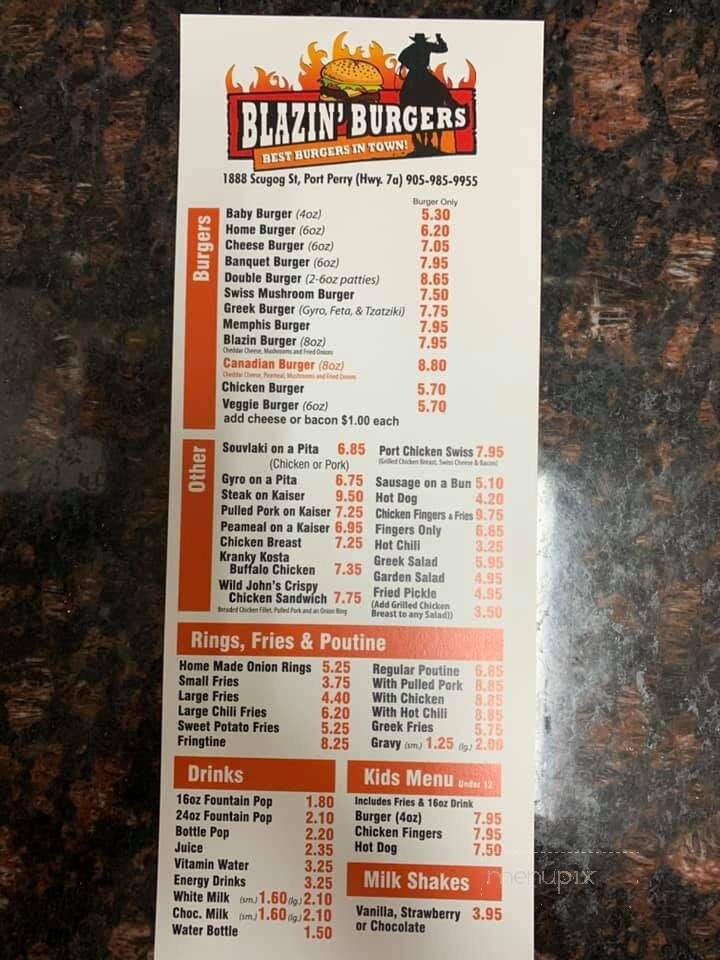 BLAZIN' BURGERS
BEST BURGERS IN TOWN!
1888 Scugog St, Port Perry (Hwy. 7a) 905-985-9955
Burgers
Burger Only
Baby Burger (4oz) 5.30
Home Burger (6oz) 6.20
Cheese Burger (6oz) 7.05
Banquet Burger (6oz) 7.95
Double Burger (2-6oz patties) 8.65
Swiss Mushroom Burger 7.50
Greek Burger (Gyro, Feta, & Tzatziki) 7.75
Memphis Burger 7.95
Blazin Burger (8oz) 7.95
Cheddar Cheese, Mushrooms and Fried Onions
Canadian Burger (8oz) 8.80
Cheddar Cheese, Peameal, Mushrooms and Fried Onions
Chicken Burger 5.70
Veggie Burger (6oz) 5.70
add cheese or bacon $1.00 each
Other
Souvlaki on a Pita 6.85
(Chicken or Pork)
Gyro on a Pita 6.75
Steak on Kaiser 9.50
Pulled Pork on Kaiser 7.25
Peameal on a Kaiser 6.95
Chicken Breast 7.25
Kranky Kosta
Buffalo Chicken 7.35
Wild John's Crispy
Chicken Sandwich 7.75
Beraded Chicken Fillet, Pulled Pork and an Onion Ring
Port Chicken Swiss 7.95
(Grilled Chicken Breast, Swiss Cheese & Bacon)
Sausage on a Bun 5.10
Hot Dog 4.20
Chicken Fingers & Fries 9.75
Fingers Only 6.65
Hot Chili 3.25
Greek Salad 5.95
Garden Salad 4.95
Fried Pickle 4.95
(Add Grilled Chicken
Breast to any Salad)) 3.50
Rings, Fries & Poutine
Home Made Onion Rings 5.25
Small Fries 3.75
Large Fries 4.40
Large Chili Fries 6.20
Sweet Potato Fries 5.25
Fringtine 8.25
Regular Poutine 6.85
With Pulled Pork 8.85
With Chicken 8.85
With Hot Chili 8.65
Greek Fries 5.75
Gravy (sm.) 1.25 (lg.) 2.00
Drinks
16oz Fountain Pop 1.80
24oz Fountain Pop 2.10
Bottle Pop 2.20
Juice 2.35
Vitamin Water 3.25
Energy Drinks 3.25
White Milk (sm.) 1.60 (lg.) 2.10
Choc. Milk (sm.) 1.60 (lg.) 2.10
Water Bottle 1.50
Kids Menu Under 12
Includes Fries & 16oz Drink
Burger (4oz) 7.95
Chicken Fingers 7.95
Hot Dog 7.50
Milk Shakes
Vanilla, Strawberry 3.95
or Chocolate
menupix